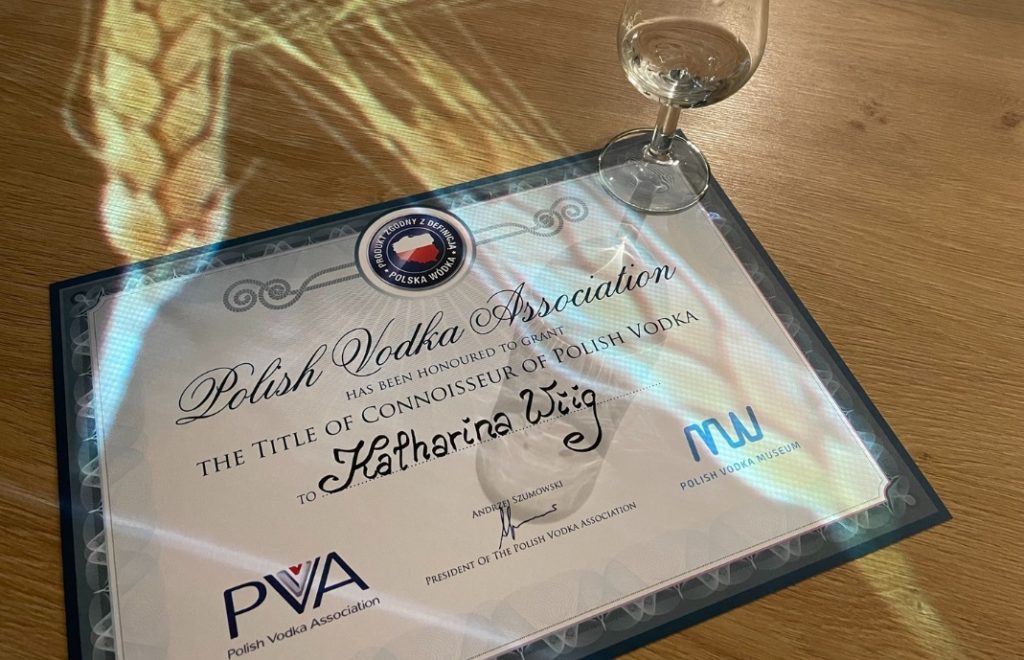 PRODUKT ZGODNY Z DEFINICJĄ
• POLSKA WÓDKA •
Polish Vodka Association
HAS BEEN HONOURED TO GRANT
THE TITLE OF CONNOISSEUR OF POLISH VODKA
TO Katharina Wiig
ANDRZEJ SZUMOWSKI
PRESIDENT OF THE POLISH VODKA ASSOCIATION
POLISH VODKA MUSEUM
PVA
Polish Vodka Association